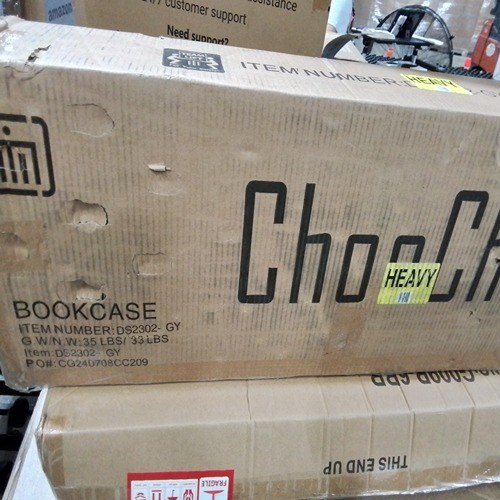 amazon
customer support
Need support?
ITEM NUMBER:
HEAVY
ChooCH
HEAVY
BOOKCASE
ITEM NUMBER: DS2302- GY
G.W/N.W: 35 LBS/ 33 LBS
Item: DS2302- GY
PO#: CG240708CC209
THIS END UP
FRAGILE